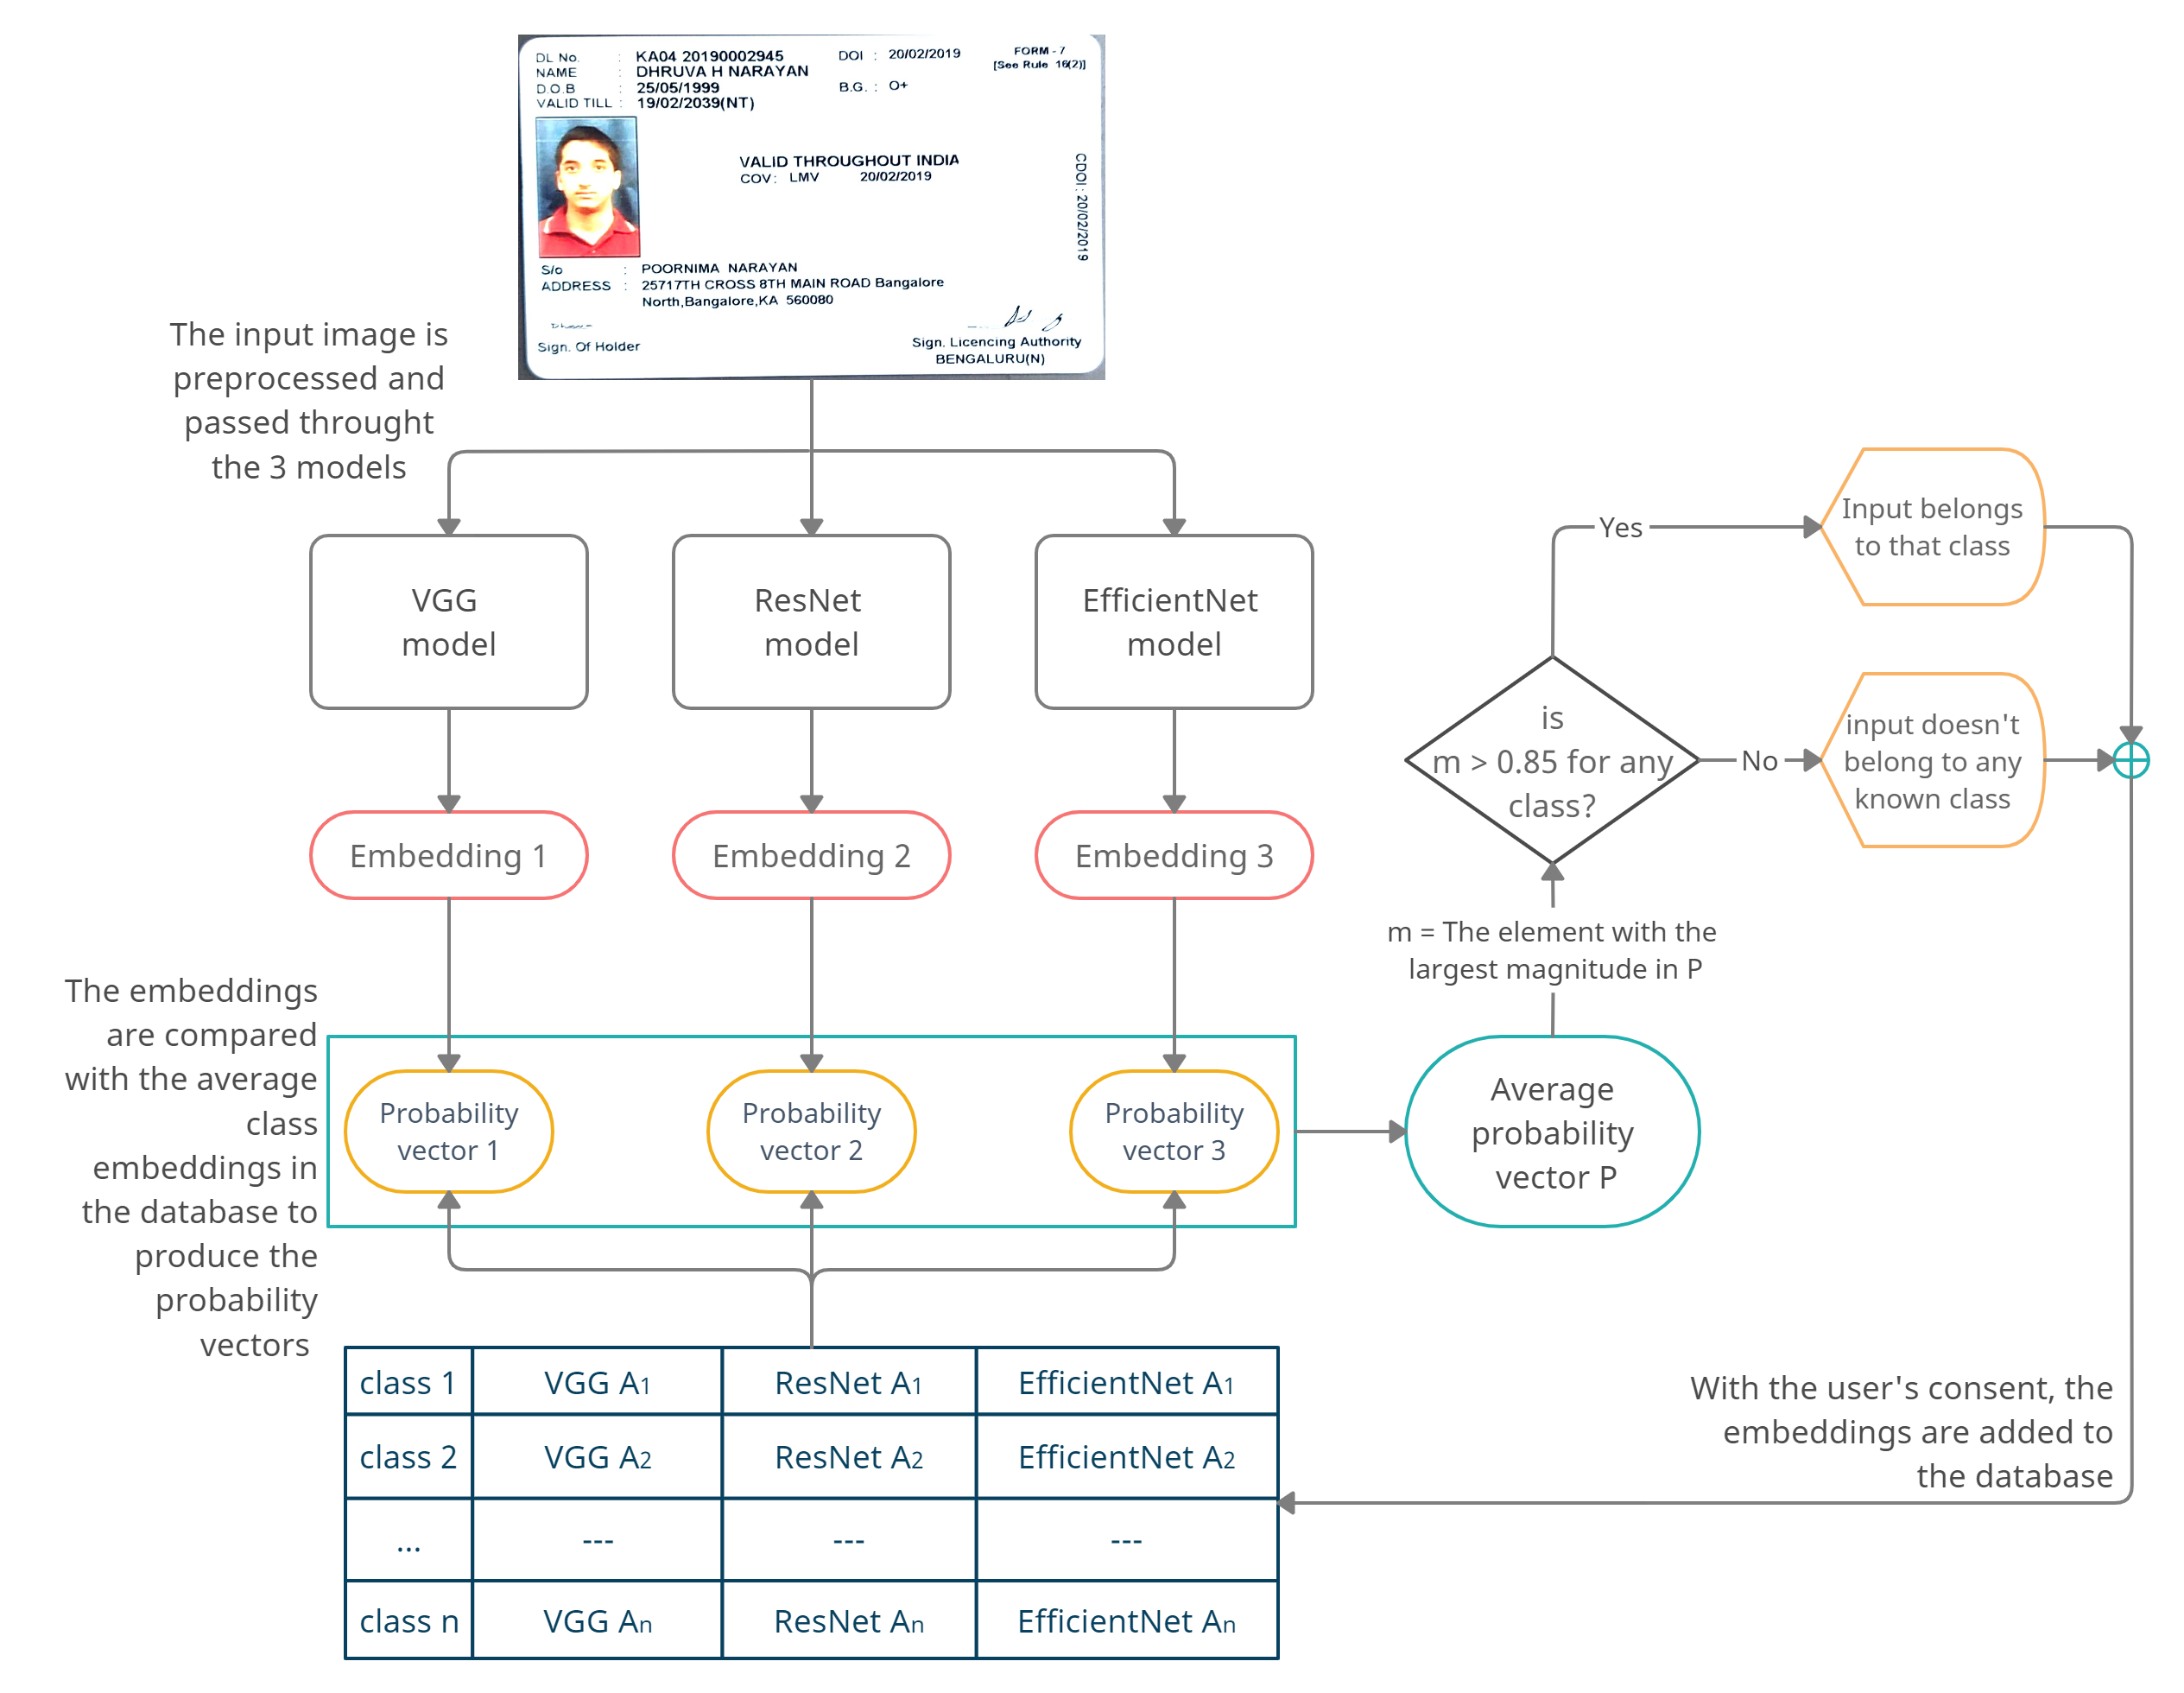 DL No. : KA04 20190002945 DOI : 20/02/2019 FORM - 7
NAME : DHRUVA H NARAYAN [See Rule 16(2)]
D.O.B : 25/05/1999 B.G. : O+
VALID TILL : 19/02/2039(NT)
VALID THROUGHOUT INDIA
COV: LMV 20/02/2019
CDOI: 20/02/2019
S/o : POORNIMA NARAYAN
ADDRESS : 25717TH CROSS 8TH MAIN ROAD Bangalore
North,Bangalore,KA 560080
Sign. Of Holder
Sign. Licencing Authority
BENGALURU(N)
The input image is
preprocessed and
passed throught
the 3 models
VGG
model
ResNet
model
EfficientNet
model
Embedding 1
Embedding 2
Embedding 3
The embeddings
are compared
with the average
class
embeddings in
the database to
produce the
probability
vectors
Probability
vector 1
Probability
vector 2
Probability
vector 3
Average
probability
vector P
m = The element with the
largest magnitude in P
is
m > 0.85 for any
class?
Yes
No
Input belongs
to that class
input doesn't
belong to any
known class
With the user's consent, the
embeddings are added to
the database
class 1 VGG A1 ResNet A1 EfficientNet A1
class 2 VGG A2 ResNet A2 EfficientNet A2
... --- --- ---
class n VGG An ResNet An EfficientNet An